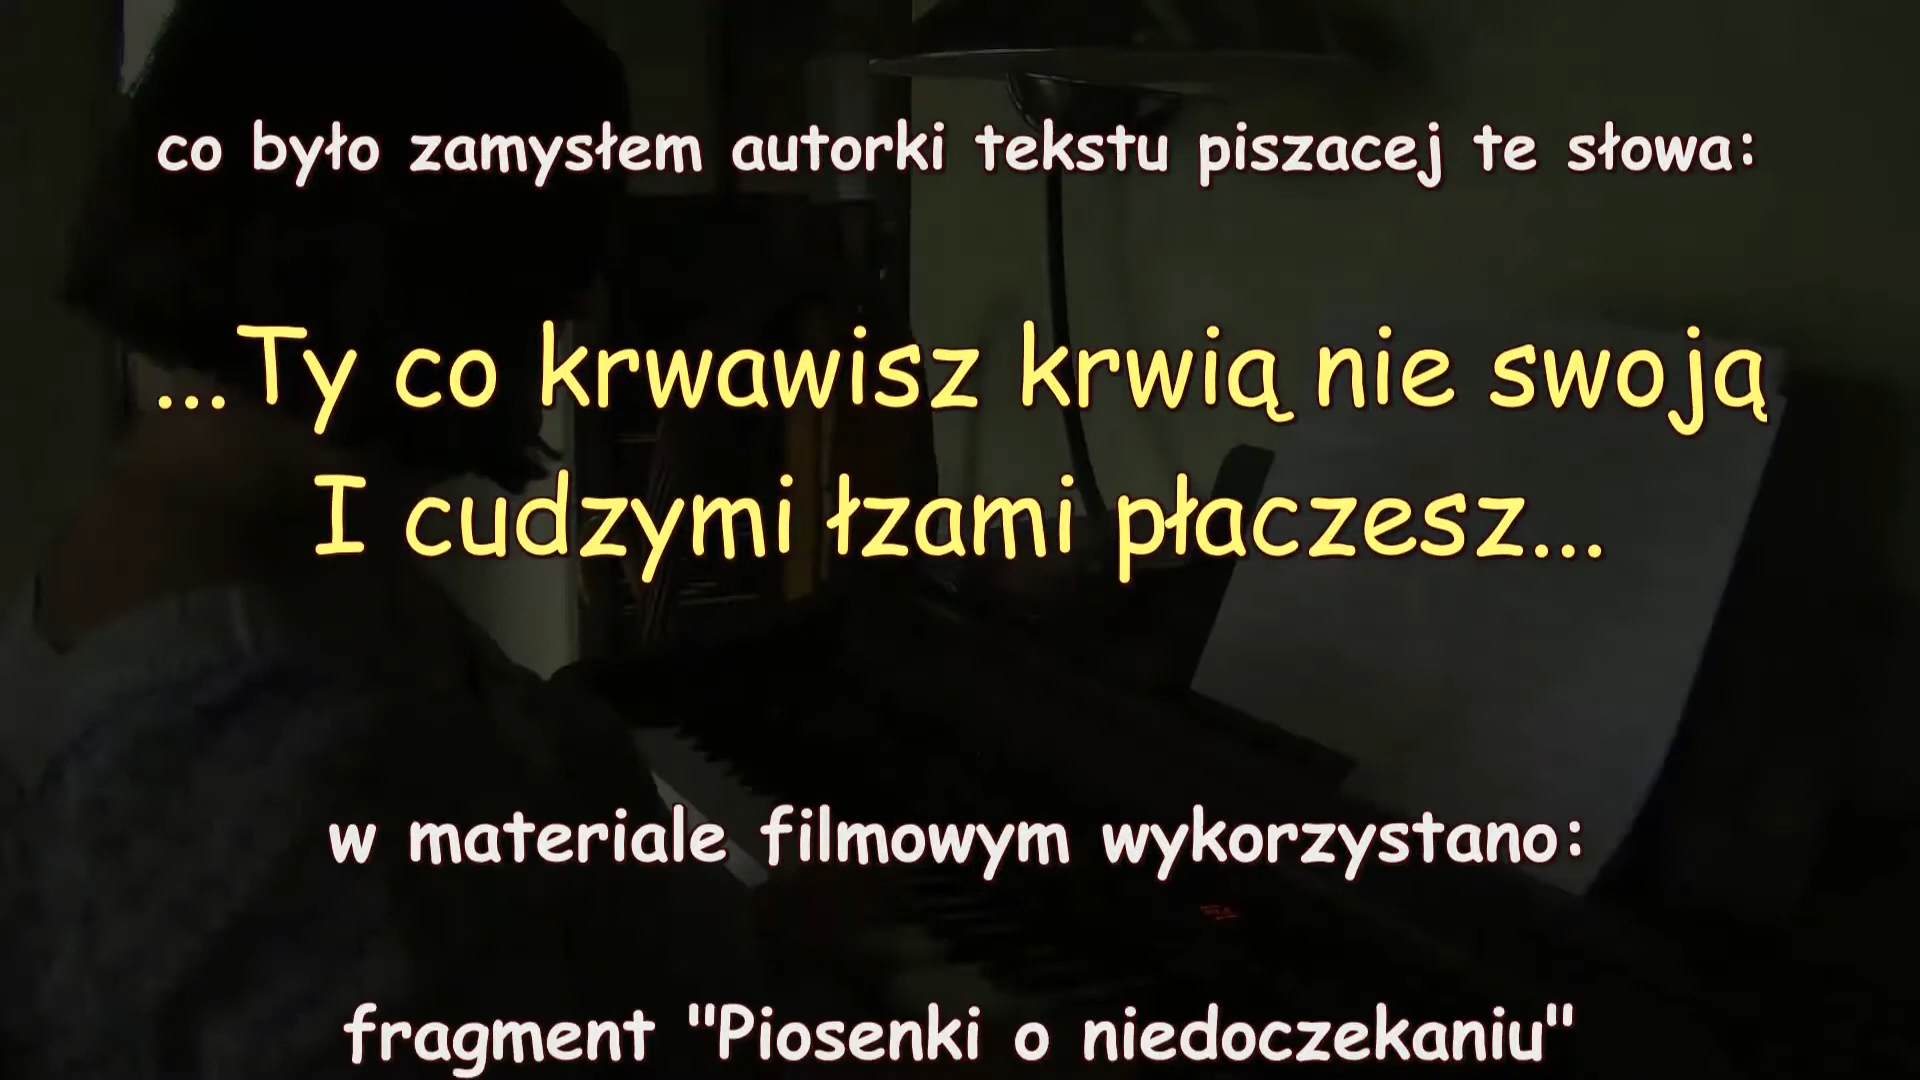 co było zamysłem autorki tekstu piszacej te słowa:
...Ty co krwawisz krwią nie swoją
I cudzymi łzami płaczesz...
w materiale filmowym wykorzystano:
fragment "Piosenki o niedoczekaniu"